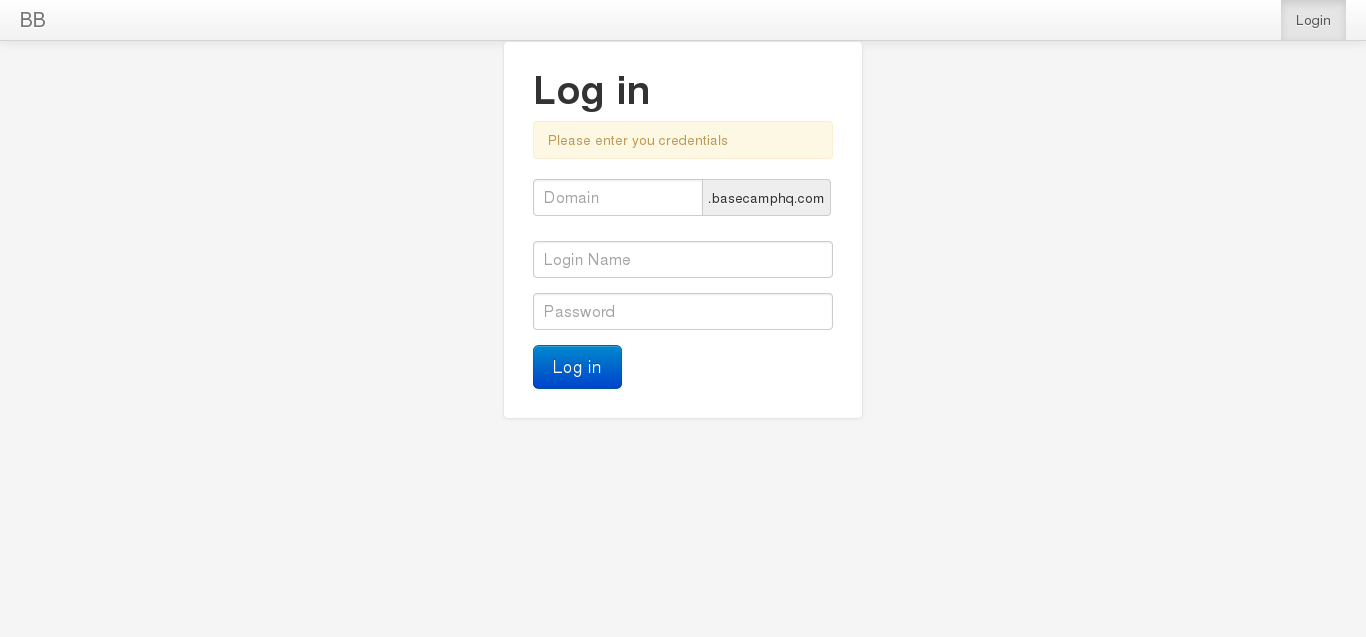 BB
Login
Log in
Please enter you credentials
Domain .basecamphq.com
Login Name
Password
Log in